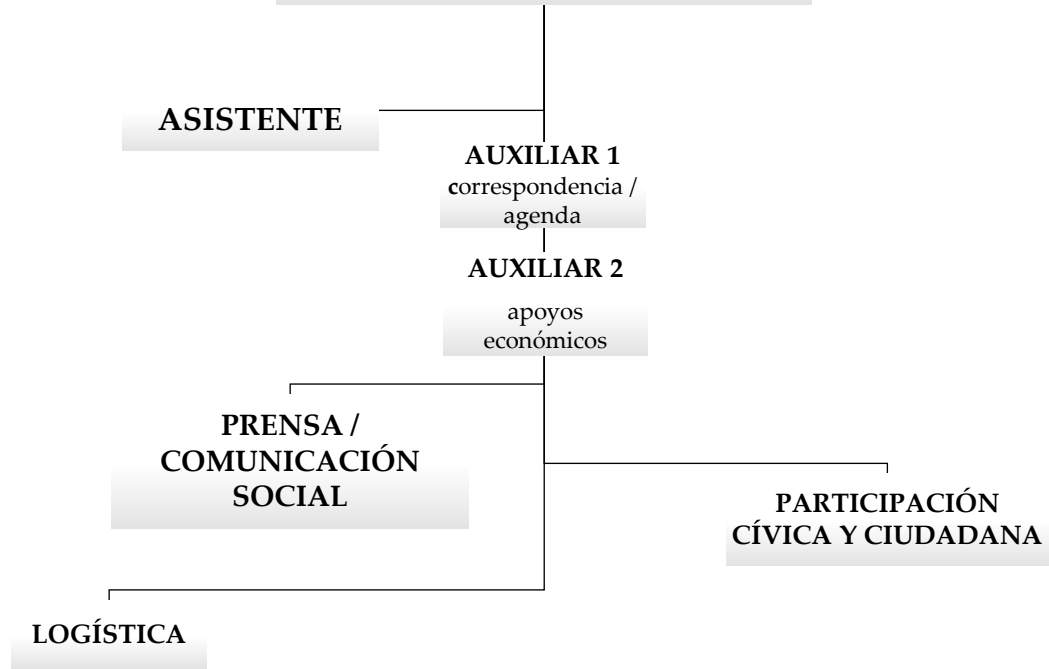 ASISTENTE
AUXILIAR 1
correspondencia /
agenda
AUXILIAR 2
apoyos
económicos
PRENSA /
COMUNICACIÓN
SOCIAL
PARTICIPACIÓN
CÍVICA Y CIUDADANA
LOGÍSTICA